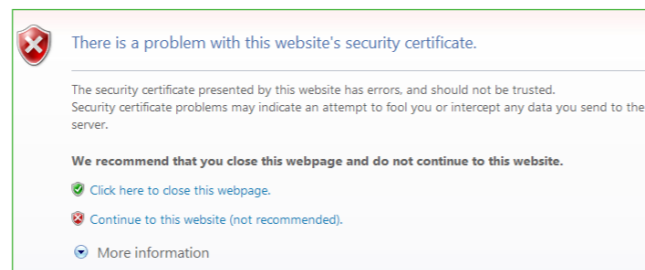 There is a problem with this website's security certificate.
The security certificate presented by this website has errors, and should not be trusted.
Security certificate problems may indicate an attempt to fool you or intercept any data you send to the
server.
We recommend that you close this webpage and do not continue to this website.
Click here to close this webpage.
Continue to this website (not recommended).
More information